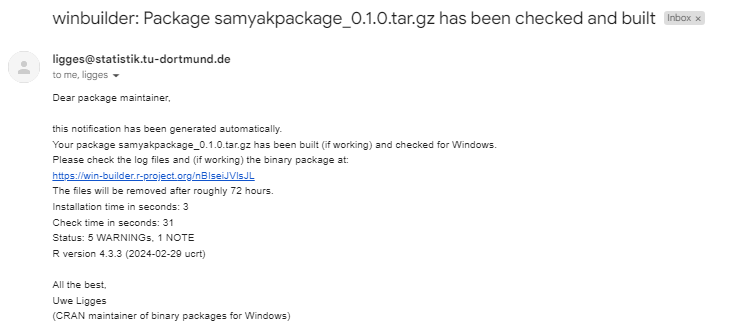 winbuilder: Package samyakpackage_0.1.0.tar.gz has been checked and built Inbox x
ligges@statistik.tu-dortmund.de
to me, ligges
Dear package maintainer,
this notification has been generated automatically.
Your package samyakpackage_0.1.0.tar.gz has been built (if working) and checked for Windows.
Please check the log files and (if working) the binary package at:
https://win-builder.r-project.org/nBIseiJVlsJL
The files will be removed after roughly 72 hours.
Installation time in seconds: 3
Check time in seconds: 31
Status: 5 WARNINGs, 1 NOTE
R version 4.3.3 (2024-02-29 ucrt)
All the best,
Uwe Ligges
(CRAN maintainer of binary packages for Windows)